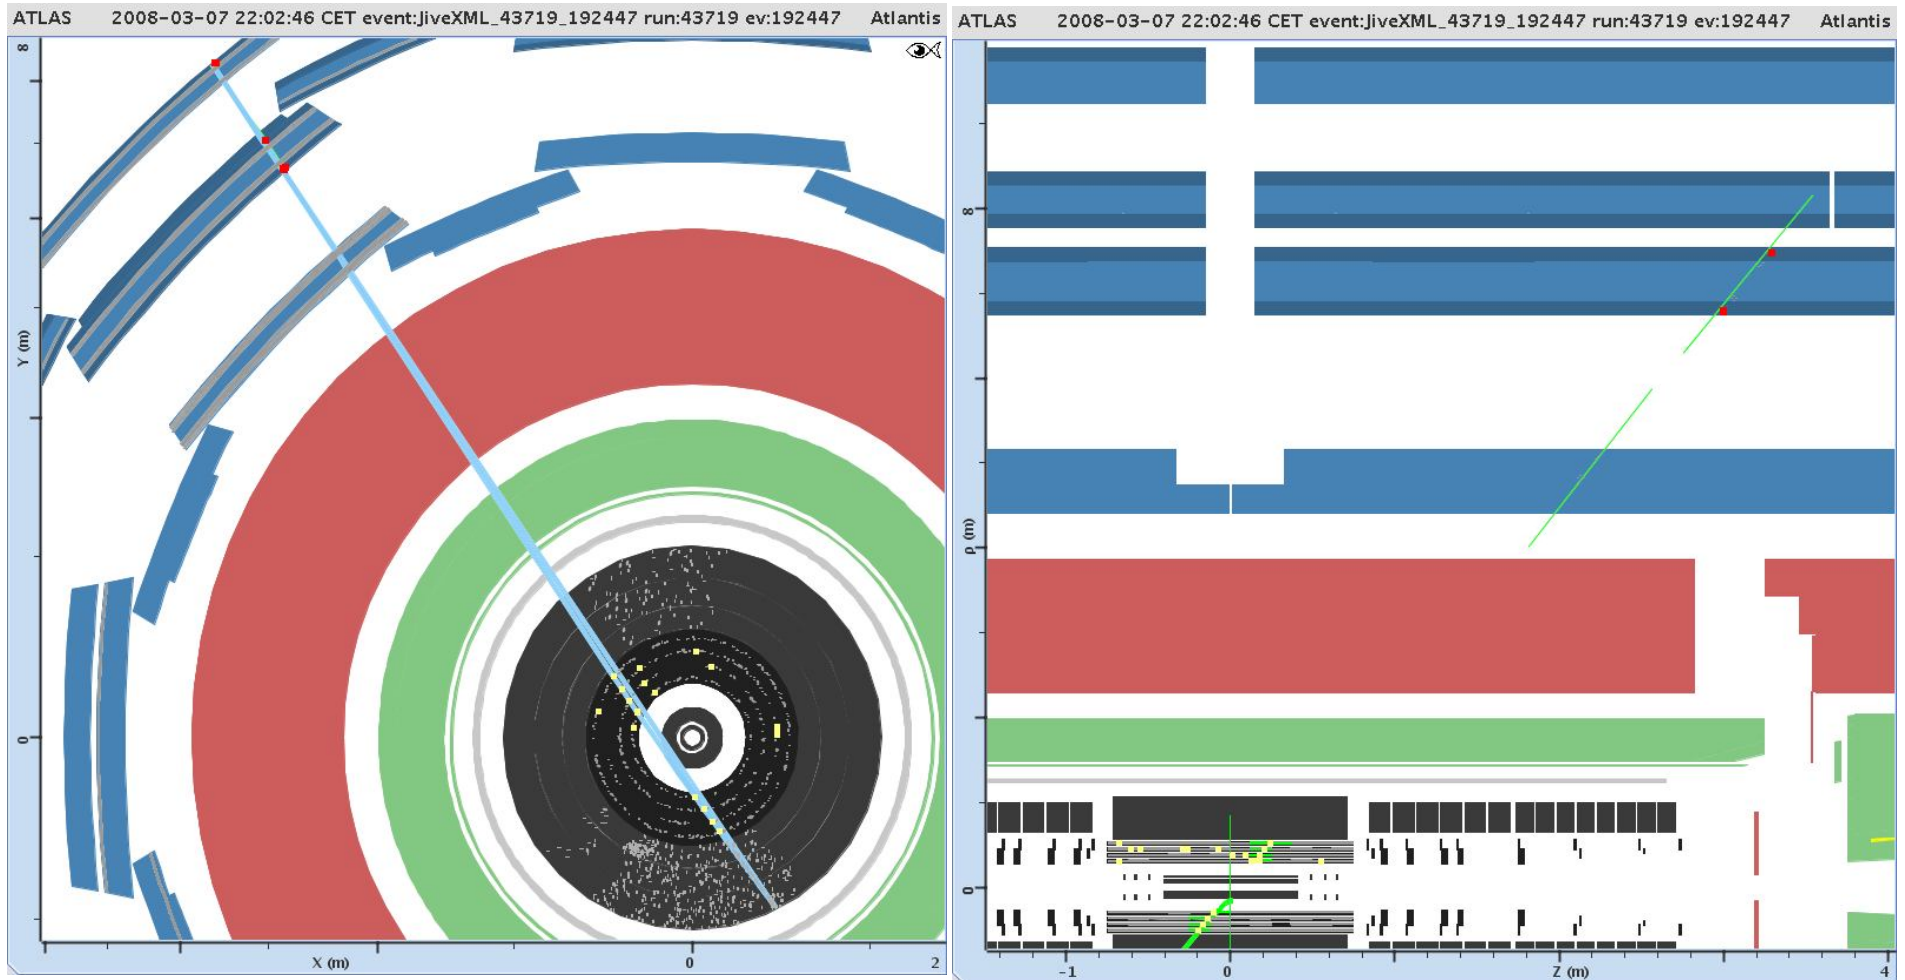 ATLAS 2008-03-07 22:02:46 CET event:JiveXML_43719_192447 run:43719 ev:192447 Atlantis
8
Y (m)
0
X (m) 0 2
ATLAS 2008-03-07 22:02:46 CET event:JiveXML_43719_192447 run:43719 ev:192447 Atlantis
8
ρ (m)
0
-1 0 Z (m) 4